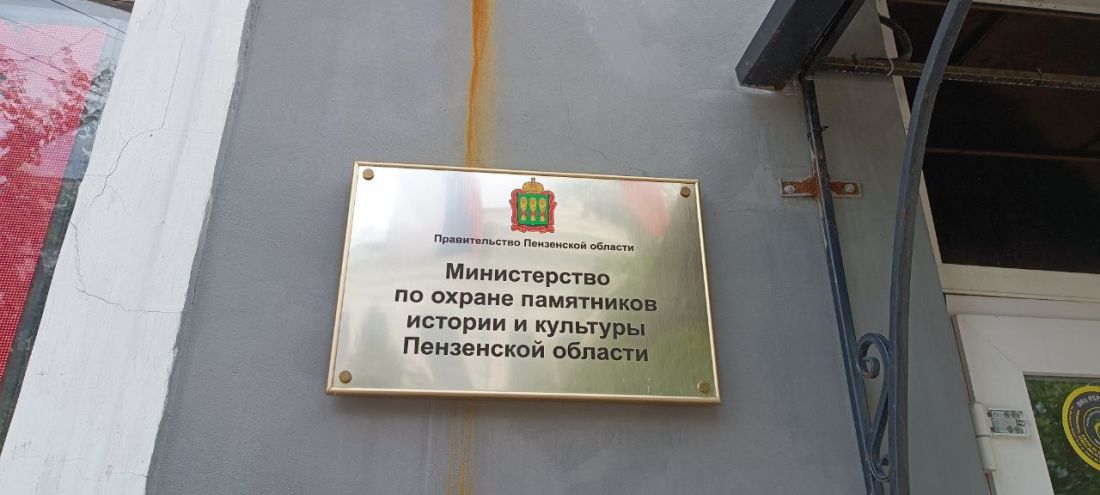 Правительство Пензенской области
Министерство
по охране памятников
истории и культуры
Пензенской области